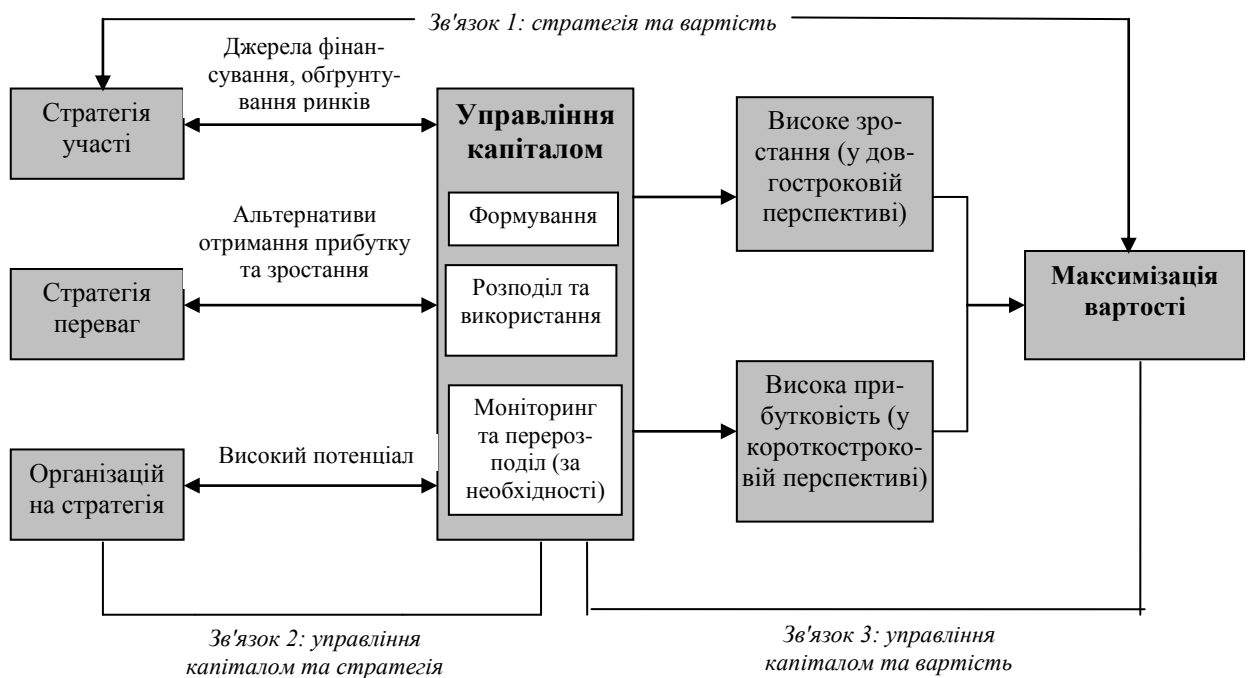 Зв'язок 1: стратегія та вартість
Джерела фінан-
сування, обґрунту-
вання ринків
Стратегія
участі
Управління
капіталом
Високе зро-
стання (у дов-
гостроковій
перспективі)
Формування
Альтернативи
отримання прибутку
та зростання
Стратегія
переваг
Розподіл та
використання
Максимізація
вартості
Моніторинг
та перероз-
поділ (за
необхідності)
Висока при-
бутковість (у
короткостроко-
вій перспективі)
Високий потенціал
Організацій
на стратегія
Зв'язок 2: управління
капіталом та стратегія
Зв'язок 3: управління
капіталом та вартість